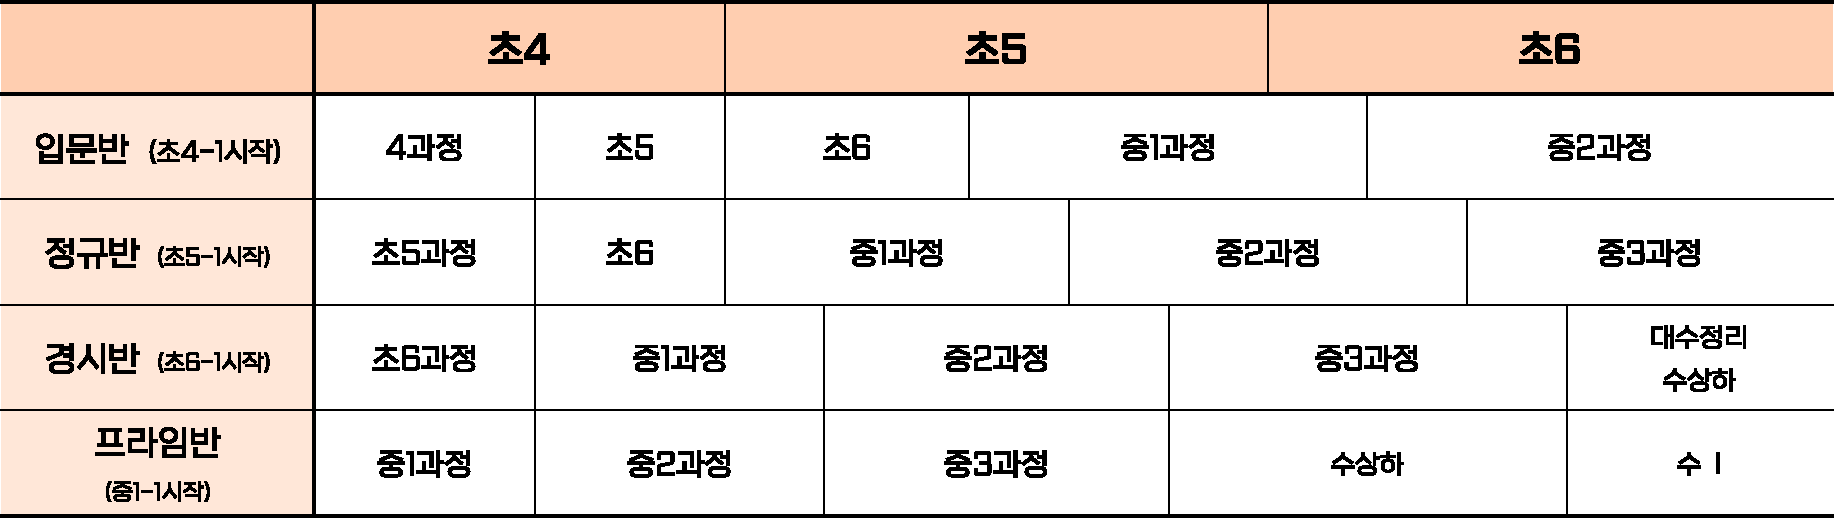 초4 초5 초6
입문반 (초4-1시작) 4과정 초5 초6 중1과정 중2과정
정규반 (초5-1시작) 초5과정 초6 중1과정 중2과정 중3과정
경시반 (초6-1시작) 초6과정 중1과정 중2과정 중3과정 대수정리
수상하
프라임반
(중1-1시작) 중1과정 중2과정 중3과정 수상하 수 I